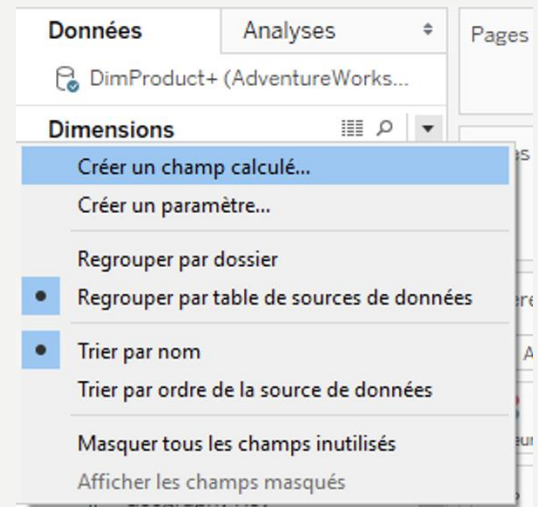 Données
Analyses
Pages
DimProduct+ (AdventureWorks...
Dimensions
Créer un champ calculé...
Créer un paramètre...
Regrouper par dossier
Regrouper par table de sources de données
Trier par nom
Trier par ordre de la source de données
Masquer tous les champs inutilisés
Afficher les champs masqués